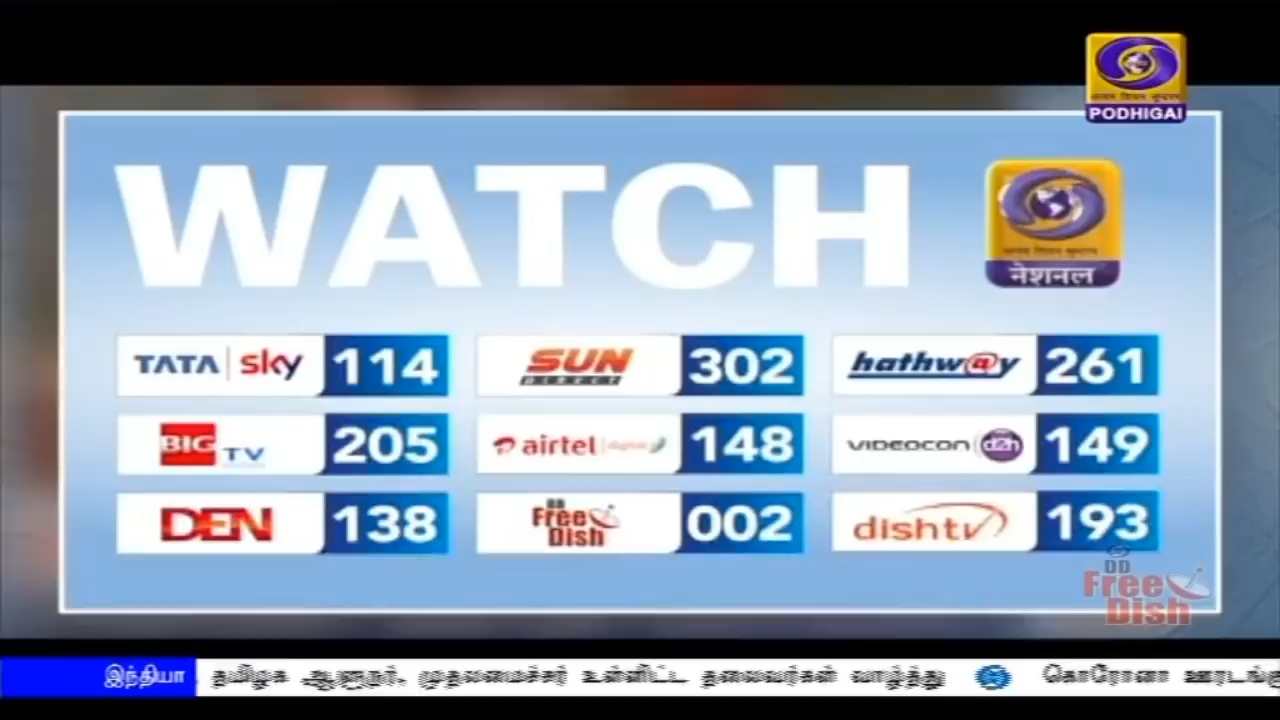 PODHIGAI
WATCH
नेशनल
TATA sky 114
SUN DIRECT 302
hathw@y 261
BIG TV 205
airtel digital 148
VIDEOCON d2h 149
DEN 138
DD Free Dish 002
dishtv 193
DD
Free
Dish
இந்தியா தமிழக ஆளுநர், முதலமைச்சர் உள்ளிட்ட தலைவர்கள் வாழ்த்து கொரோனா